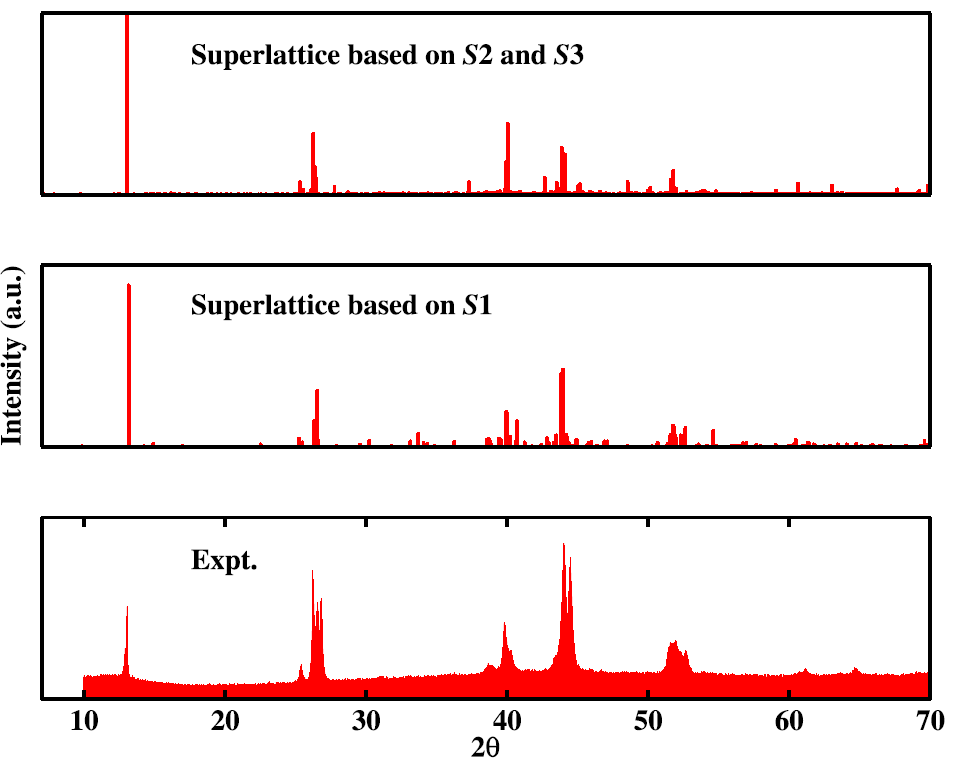 Superlattice based on S2 and S3
Superlattice based on S1
Intensity (a.u.)
Expt.
10 20 30 40 50 60 70
2θ